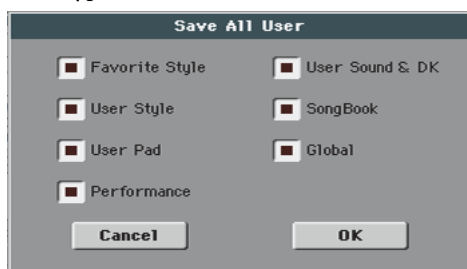 Save All User
Favorite Style
User Sound & DK
User Style
SongBook
User Pad
Global
Performance
Cancel
OK